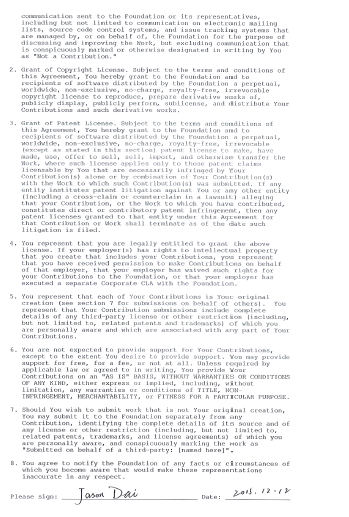 communication sent to the Foundation or its representatives,
including but not limited to communication on electronic mailing
lists, source code control systems, and issue tracking systems that
are managed by, or on behalf of, the Foundation for the purpose of
discussing and improving the Work, but excluding communication that
is conspicuously marked or otherwise designated in writing by You
as "Not a Contribution."
2. Grant of Copyright License. Subject to the terms and conditions of
this Agreement, You hereby grant to the Foundation and to
recipients of software distributed by the Foundation a perpetual,
worldwide, non-exclusive, no-charge, royalty-free, irrevocable
copyright license to reproduce, prepare derivative works of,
publicly display, publicly perform, sublicense, and distribute Your
Contributions and such derivative works.
3. Grant of Patent License. Subject to the terms and conditions of
this Agreement, You hereby grant to the Foundation and to
recipients of software distributed by the Foundation a perpetual,
worldwide, non-exclusive, no-charge, royalty-free, irrevocable
(except as stated in this section) patent license to make, have
made, use, offer to sell, sell, import, and otherwise transfer the
Work, where such license applies only to those patent claims
licensable by You that are necessarily infringed by Your
Contribution(s) alone or by combination of Your Contribution(s)
with the Work to which such Contribution(s) was submitted. If any
entity institutes patent litigation against You or any other entity
(including a cross-claim or counterclaim in a lawsuit) alleging
that your Contribution, or the Work to which you have contributed,
constitutes direct or contributory patent infringement, then any
patent licenses granted to that entity under this Agreement for
that Contribution or Work shall terminate as of the date such
litigation is filed.
4. You represent that you are legally entitled to grant the above
license. If your employer(s) has rights to intellectual property
that you create that includes your Contributions, you represent
that you have received permission to make Contributions on behalf
of that employer, that your employer has waived such rights for
your Contributions to the Foundation, or that your employer has
executed a separate Corporate CLA with the Foundation.
5. You represent that each of Your Contributions is Your original
creation (see section 7 for submissions on behalf of others). You
represent that Your Contribution submissions include complete
details of any third-party license or other restriction (including,
but not limited to, related patents and trademarks) of which you
are personally aware and which are associated with any part of Your
Contributions.
6. You are not expected to provide support for Your Contributions,
except to the extent You desire to provide support. You may provide
support for free, for a fee, or not at all. Unless required by
applicable law or agreed to in writing, You provide Your
Contributions on an "AS IS" BASIS, WITHOUT WARRANTIES OR CONDITIONS
OF ANY KIND, either express or implied, including, without
limitation, any warranties or conditions of TITLE, NON-
INFRINGEMENT, MERCHANTABILITY, or FITNESS FOR A PARTICULAR PURPOSE.
7. Should You wish to submit work that is not Your original creation,
You may submit it to the Foundation separately from any
Contribution, identifying the complete details of its source and of
any license or other restriction (including, but not limited to,
related patents, trademarks, and license agreements) of which you
are personally aware, and conspicuously marking the work as
"Submitted on behalf of a third-party: [named here]".
8. You agree to notify the Foundation of any facts or circumstances of
which you become aware that would make these representations
inaccurate in any respect.
Please sign: Jason Dai Date: 2015.12.12